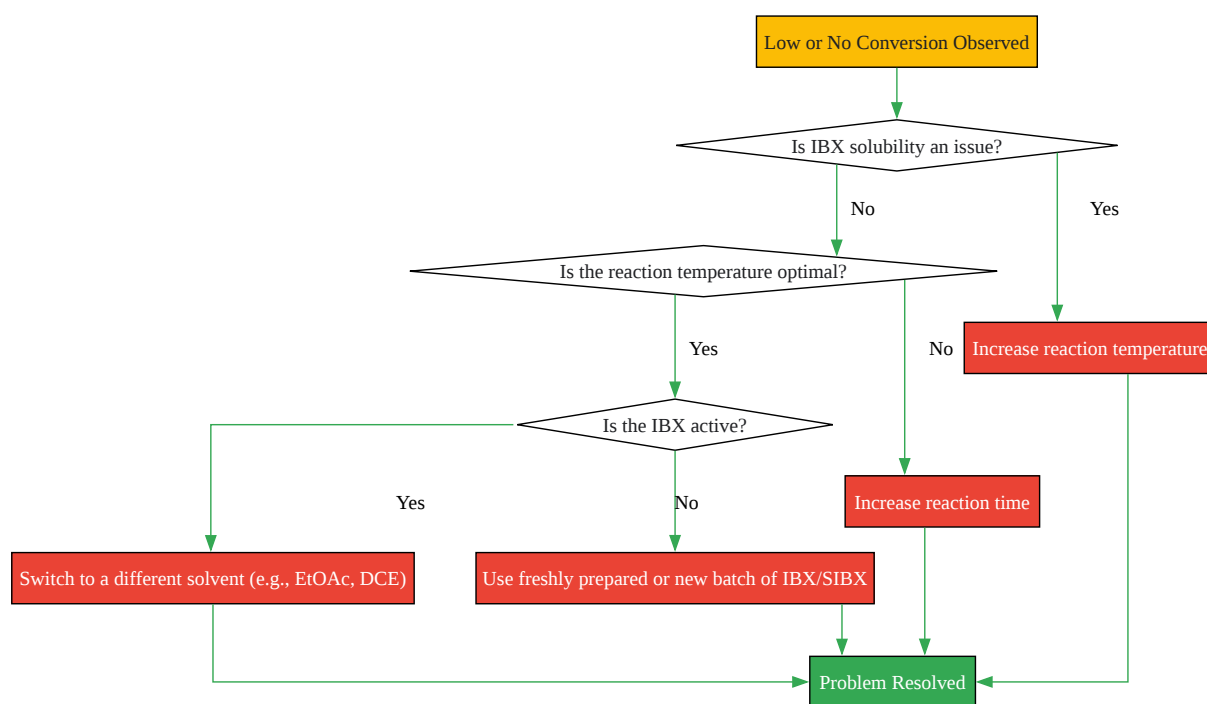 Low or No Conversion Observed
Is IBX solubility an issue?
No
Yes
Is the reaction temperature optimal?
Increase reaction temperature
Yes
No
Is the IBX active?
Yes
No
Increase reaction time
Switch to a different solvent (e.g., EtOAc, DCE)
Use freshly prepared or new batch of IBX/SIBX
Problem Resolved